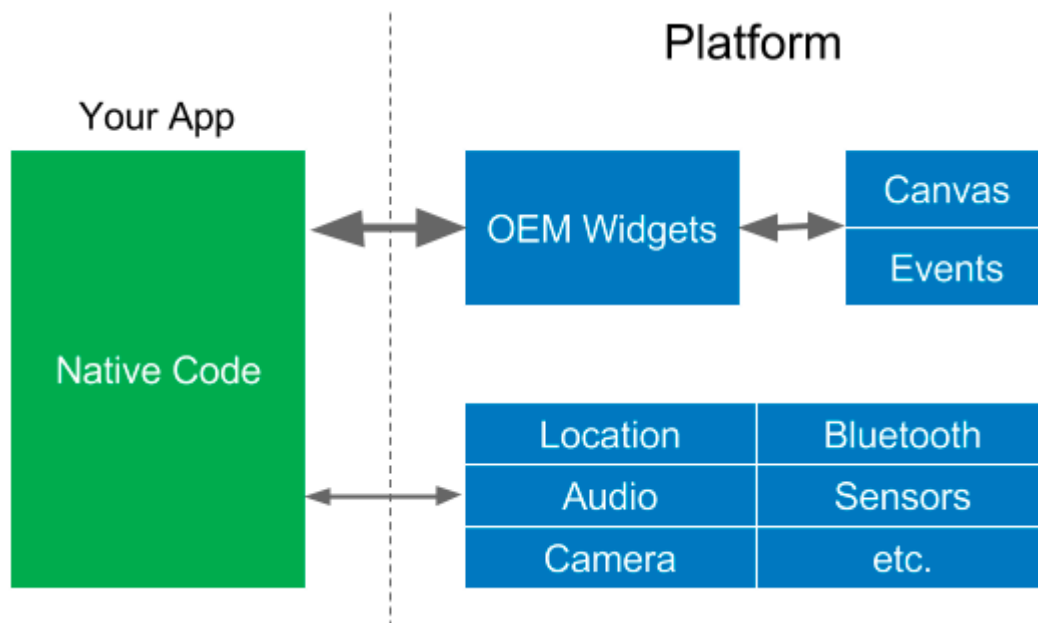 Platform
Your App
Native Code
OEM Widgets
Canvas
Events
Location
Bluetooth
Audio
Sensors
Camera
etc.